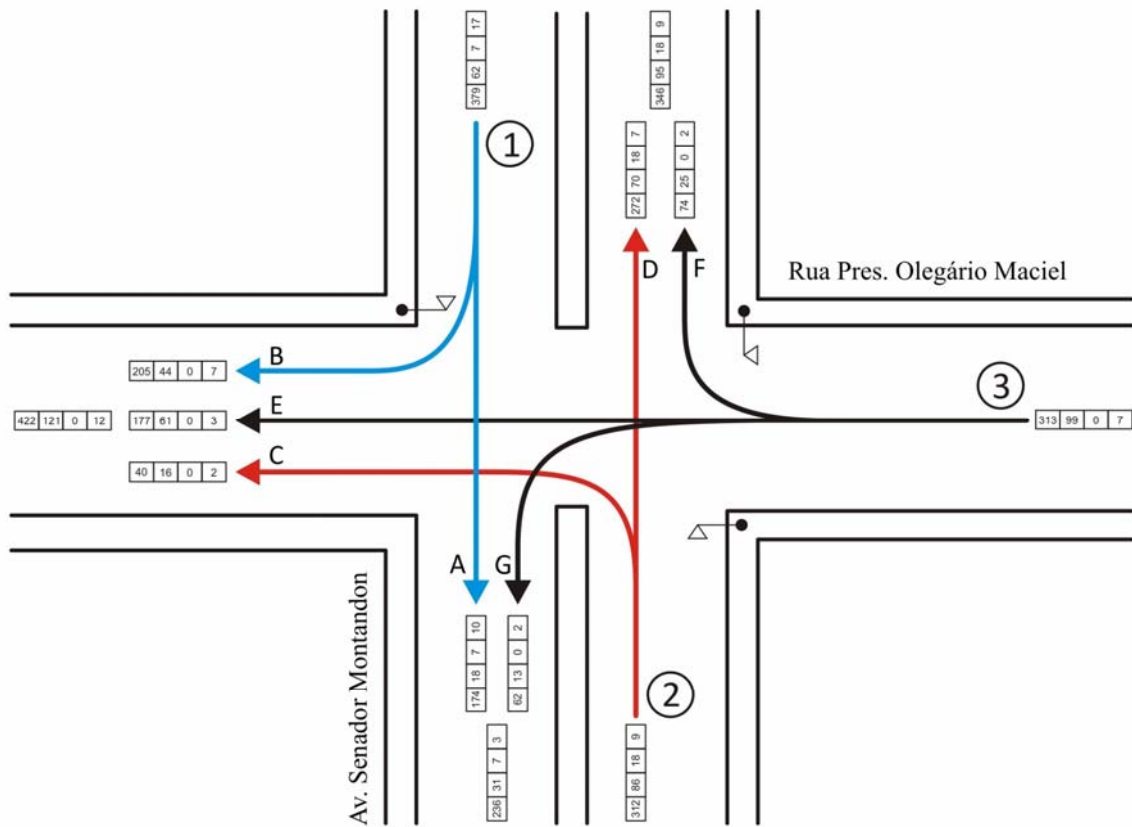 379 62 7 17
346 95 18 9
1
272 70 18 7
74 25 0 2
D
F
Rua Pres. Olegário Maciel
B
205 44 0 7
E
3
422 121 0 12
177 61 0 3
313 99 0 7
C
40 16 0 2
A
G
174 18 7 10
62 13 0 2
2
Av. Senador Montandon
236 31 7 3
312 86 18 9